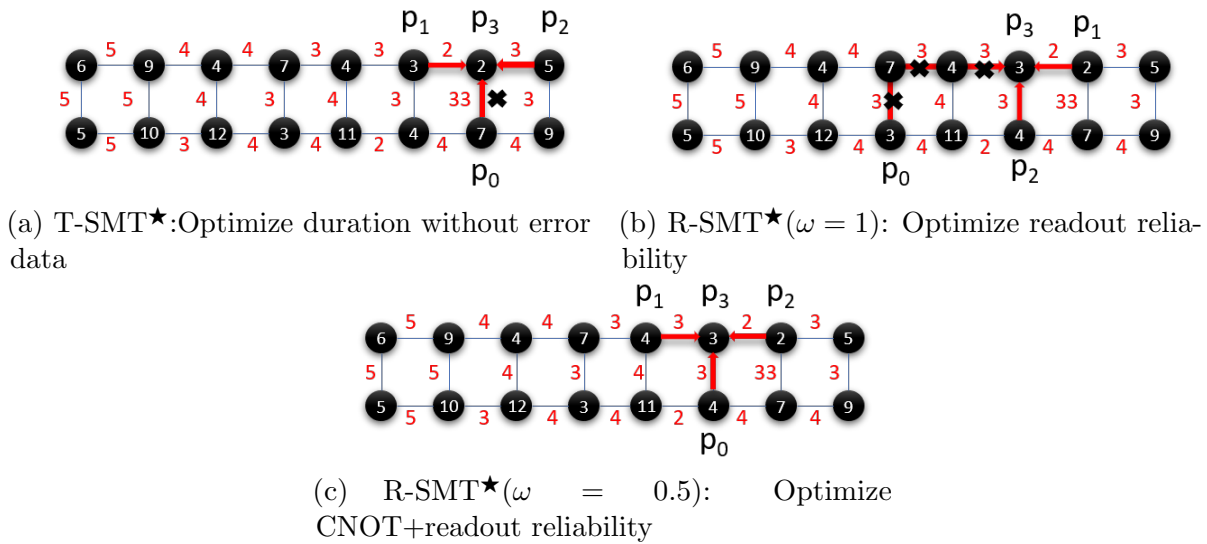 p₁ p₃ p₂
5 4 4 3 3 2 3
6 9 4 7 4 3 2 5
5 5 4 3 4 3 33 3
5 10 12 3 11 4 7 9
5 3 4 4 2 4 4
p₀
(a) T-SMT★:Optimize duration without error
data
p₃ p₁
5 4 4 3 3 2 3
6 9 4 7 4 3 2 5
5 5 4 3 4 3 33 3
5 10 12 3 11 4 7 9
5 3 4 4 2 4 4
p₀ p₂
(b) R-SMT★(ω = 1): Optimize readout relia-
bility
p₁ p₃ p₂
5 4 4 3 3 2 3
6 9 4 7 4 3 2 5
5 5 4 3 4 3 33 3
5 10 12 3 11 4 7 9
5 3 4 4 2 4 4
p₀
(c) R-SMT★(ω = 0.5): Optimize
CNOT+readout reliability